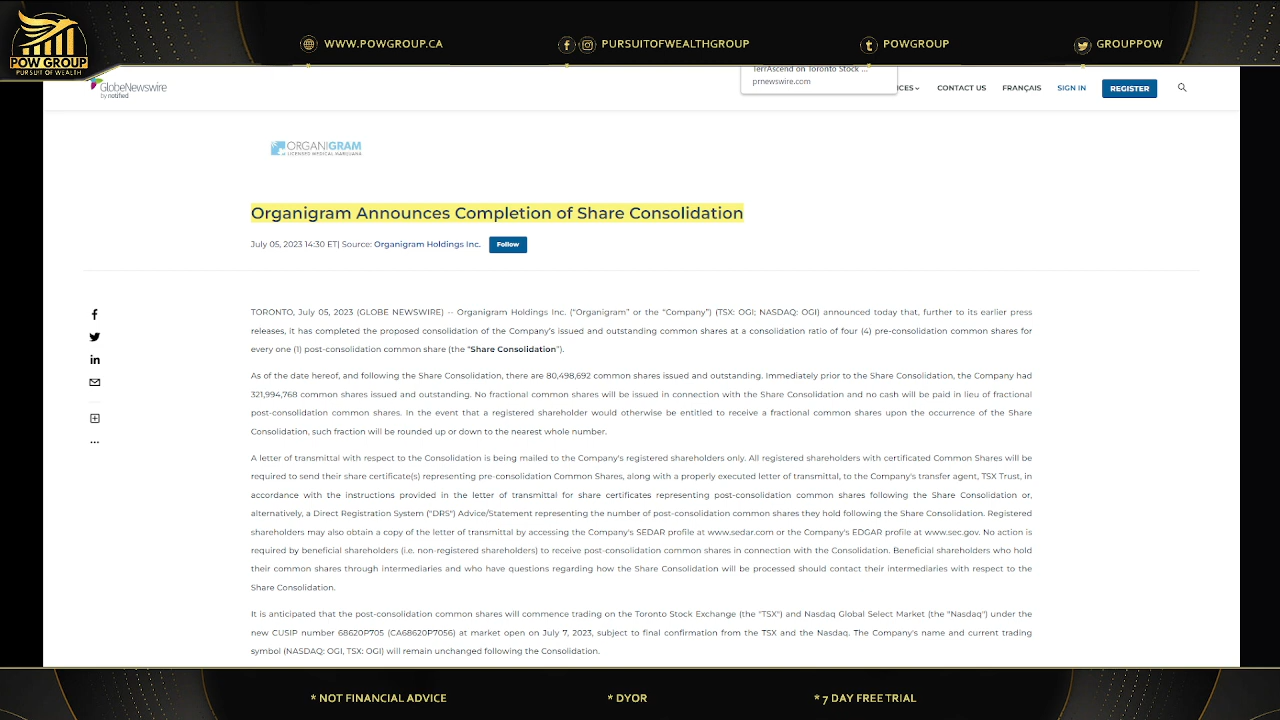 POW GROUP
PURSUIT OF WEALTH
WWW.POWGROUP.CA
PURSUITOFWEALTHGROUP
POWGROUP
GROUPPOW
GlobeNewswire
by notified
TerrAscend on Toronto Stock ...
prnewswire.com
CONTACT US
FRANÇAIS
SIGN IN
REGISTER
ORGANIGRAM
LICENSED MEDICAL MARIJUANA
Organigram Announces Completion of Share Consolidation
July 05, 2023 14:30 ET| Source: Organigram Holdings Inc.
Follow
TORONTO, July 05, 2023 (GLOBE NEWSWIRE) -- Organigram Holdings Inc. (“Organigram” or the “Company”) (TSX: OGI; NASDAQ: OGI) announced today that, further to its earlier press
releases, it has completed the proposed consolidation of the Company’s issued and outstanding common shares at a consolidation ratio of four (4) pre-consolidation common shares for
every one (1) post-consolidation common share (the “Share Consolidation”).
As of the date hereof, and following the Share Consolidation, there are 80,498,692 common shares issued and outstanding. Immediately prior to the Share Consolidation, the Company had
321,994,768 common shares issued and outstanding. No fractional common shares will be issued in connection with the Share Consolidation and no cash will be paid in lieu of fractional
post-consolidation common shares. In the event that a registered shareholder would otherwise be entitled to receive a fractional common shares upon the occurrence of the Share
Consolidation, such fraction will be rounded up or down to the nearest whole number.
A letter of transmittal with respect to the Consolidation is being mailed to the Company's registered shareholders only. All registered shareholders with certificated Common Shares will be
required to send their share certificate(s) representing pre-consolidation Common Shares, along with a properly executed letter of transmittal, to the Company's transfer agent, TSX Trust, in
accordance with the instructions provided in the letter of transmittal for share certificates representing post-consolidation common shares following the Share Consolidation or,
alternatively, a Direct Registration System ("DRS") Advice/Statement representing the number of post-consolidation common shares they hold following the Share Consolidation. Registered
shareholders may also obtain a copy of the letter of transmittal by accessing the Company's SEDAR profile at www.sedar.com or the Company's EDGAR profile at www.sec.gov. No action is
required by beneficial shareholders (i.e. non-registered shareholders) to receive post-consolidation common shares in connection with the Consolidation. Beneficial shareholders who hold
their common shares through intermediaries and who have questions regarding how the Share Consolidation will be processed should contact their intermediaries with respect to the
Share Consolidation.
It is anticipated that the post-consolidation common shares will commence trading on the Toronto Stock Exchange (the "TSX") and Nasdaq Global Select Market (the "Nasdaq") under the
new CUSIP number 68620P705 (CA68620P7056) at market open on July 7, 2023, subject to final confirmation from the TSX and the Nasdaq. The Company's name and current trading
symbol (NASDAQ: OGI, TSX: OGI) will remain unchanged following the Consolidation.
* NOT FINANCIAL ADVICE
* DYOR
* 7 DAY FREE TRIAL